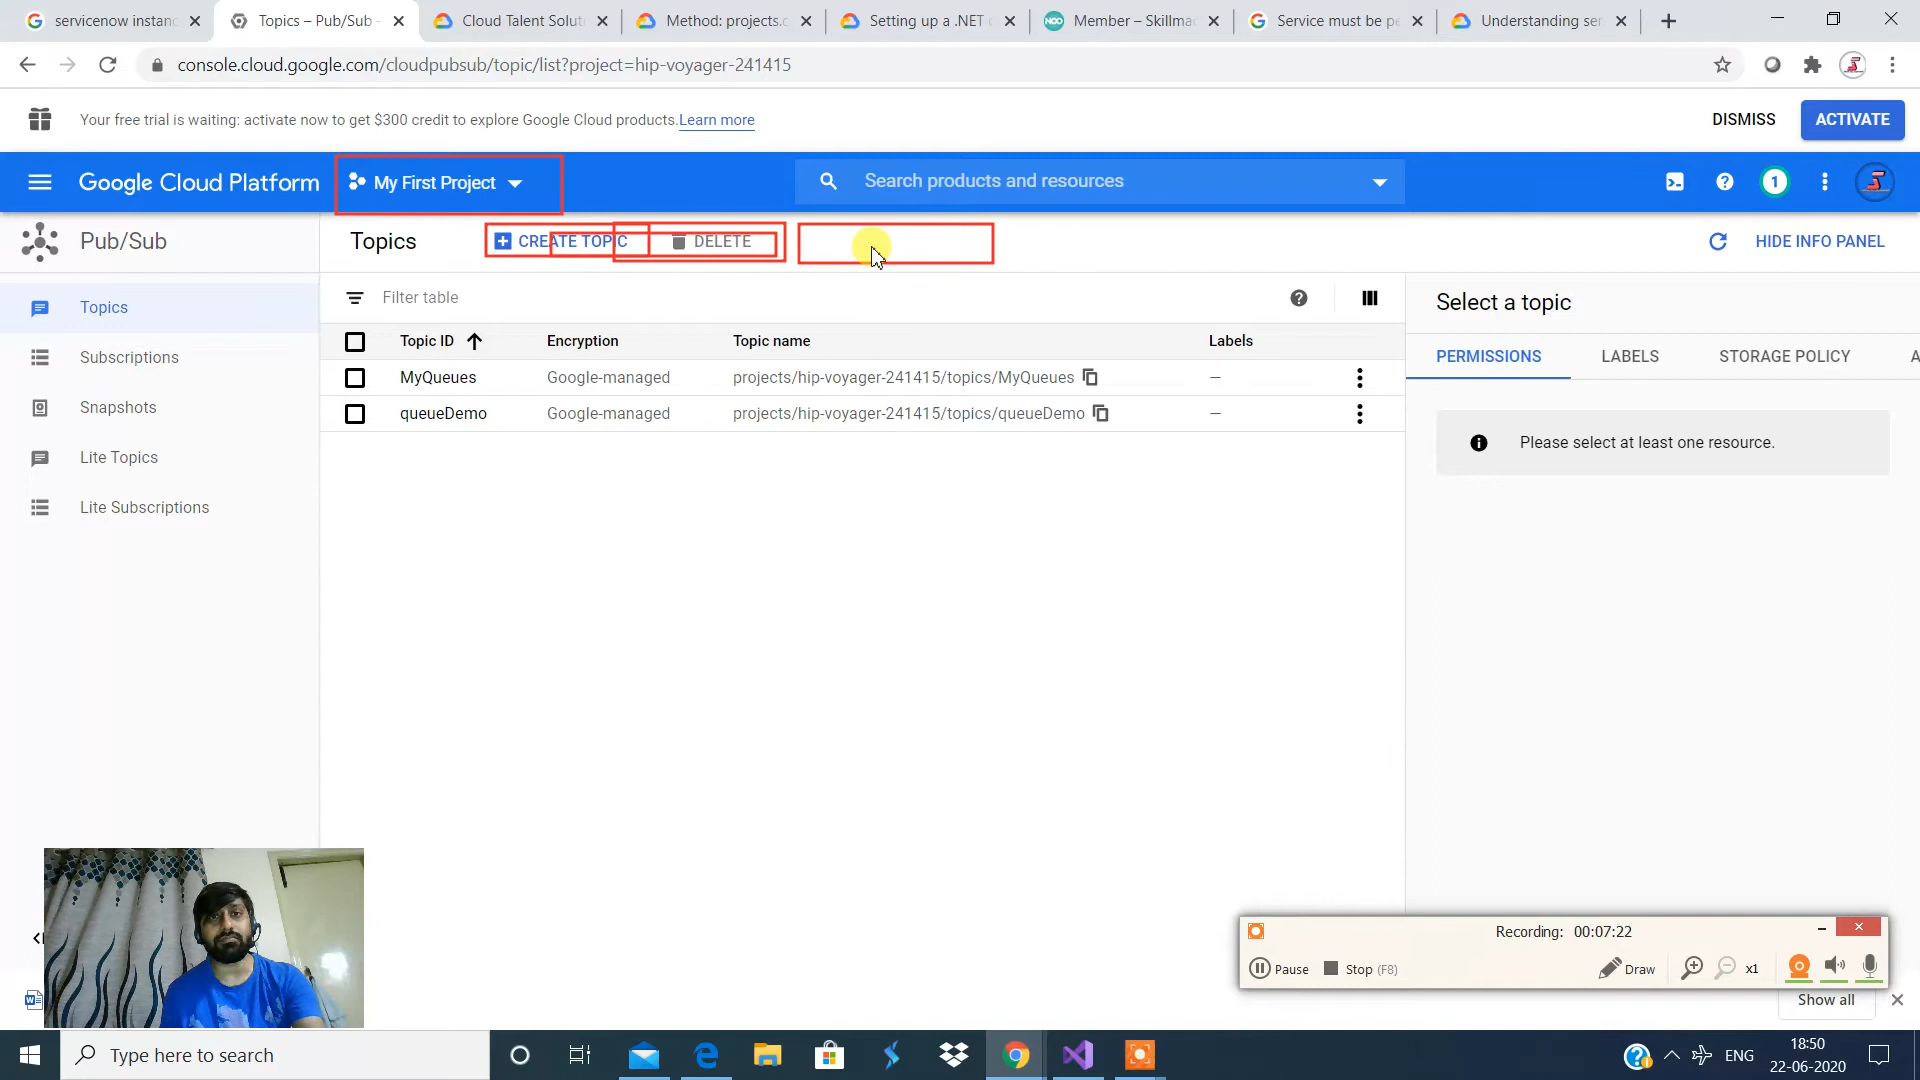 servicenow instanc
Topics – Pub/Sub –
Cloud Talent Soluti
Method: projects.c
Setting up a .NET
Member – Skillma
Service must be pe
Understanding ser
console.cloud.google.com/cloudpubsub/topic/list?project=hip-voyager-241415
Your free trial is waiting: activate now to get $300 credit to explore Google Cloud products. Learn more
DISMISS
ACTIVATE
Google Cloud Platform
My First Project
Search products and resources
1
Pub/Sub
Topics
CREATE TOPIC
DELETE
HIDE INFO PANEL
Topics
Subscriptions
Snapshots
Lite Topics
Lite Subscriptions
Filter table
Topic ID Encryption Topic name Labels
MyQueues Google-managed projects/hip-voyager-241415/topics/MyQueues —
queueDemo Google-managed projects/hip-voyager-241415/topics/queueDemo —
Select a topic
PERMISSIONS LABELS STORAGE POLICY A
Please select at least one resource.
Recording: 00:07:22
Pause Stop (F8) Draw x1
Show all
Type here to search
ENG
18:50
22-06-2020